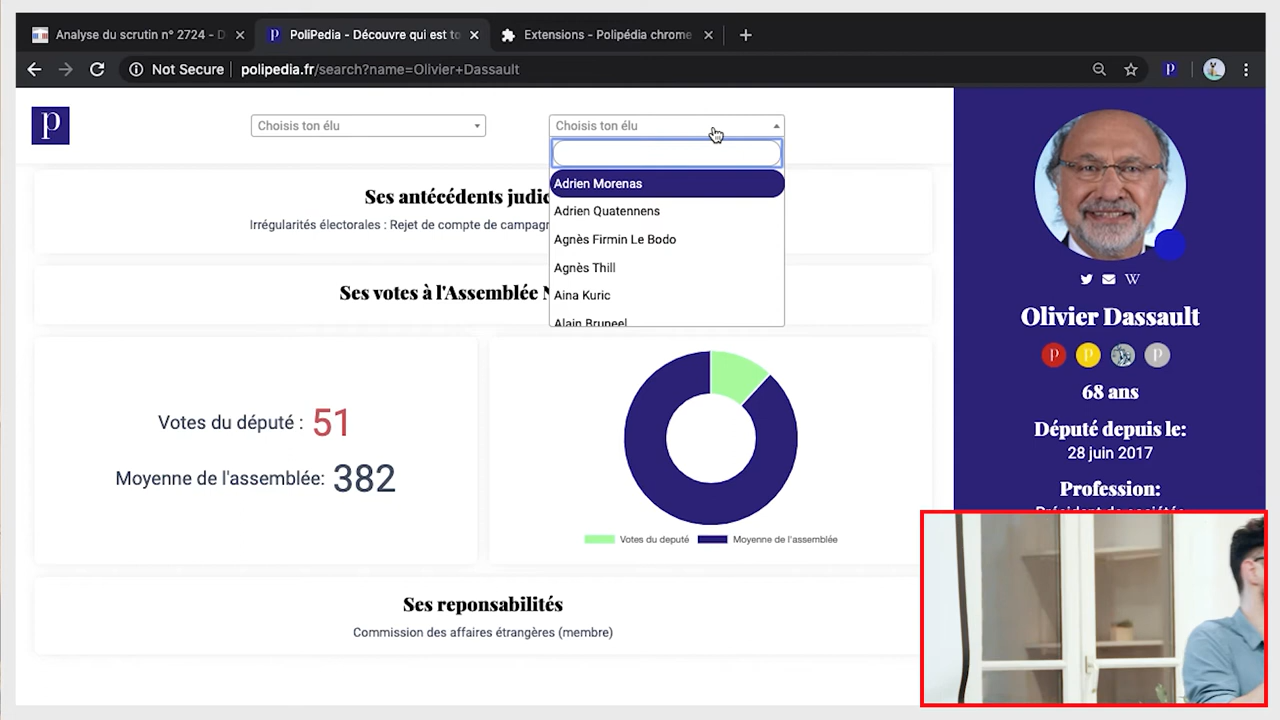 Analyse du scrutin n° 2724 - D
PoliPedia - Découvre qui est to
Extensions - Polipédia chrome
Not Secure
polipedia.fr/search?name=Olivier+Dassault
P
Choisis ton élu
Choisis ton élu
Adrien Morenas
Adrien Quatennens
Agnès Firmin Le Bodo
Agnès Thill
Aina Kuric
Alain Bruneel
Ses antécédents judic
Irrégularités électorales : Rejet de compte de campagn
Ses votes à l'Assemblée N
Votes du député : 51
Moyenne de l'assemblée: 382
Votes du deputé
Moyenne de l'assemblée
Ses reponsabilités
Commission des affaires étrangères (membre)
W
Olivier Dassault
P P P
68 ans
Député depuis le:
28 juin 2017
Profession: